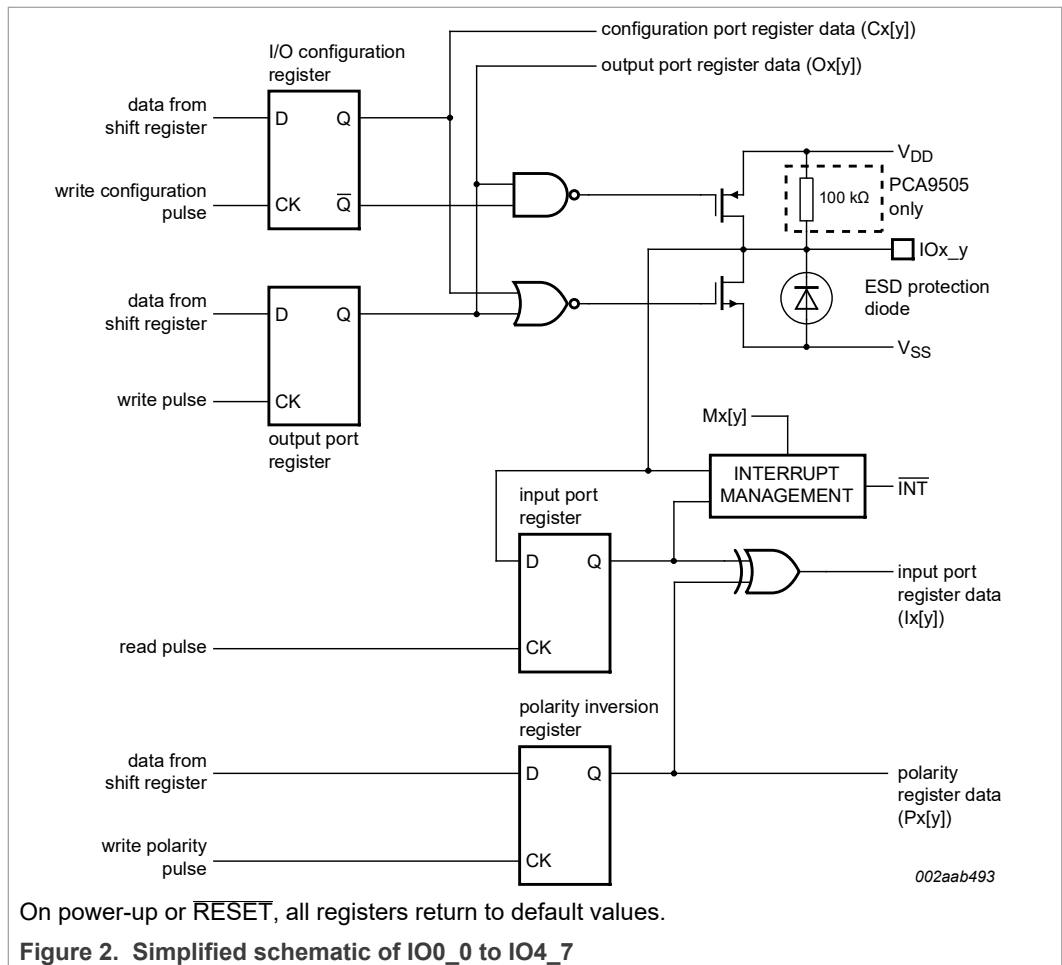 configuration port register data (Cx[y])
I/O configuration
register
output port register data (Ox[y])
data from
shift register
D
Q
write configuration
pulse
CK
Q̅
V_DD
100 kΩ
PCA9505
only
IOx_y
data from
shift register
D
Q
ESD protection
diode
V_SS
write pulse
CK
output port
register
Mx[y]
INTERRUPT
MANAGEMENT
I̅N̅T̅
input port
register
D
Q
input port
register data
(Ix[y])
read pulse
CK
polarity inversion
register
data from
shift register
D
Q
polarity
register data
(Px[y])
write polarity
pulse
CK
002aab493
On power-up or R̅E̅S̅E̅T̅, all registers return to default values.
Figure 2. Simplified schematic of IO0_0 to IO4_7